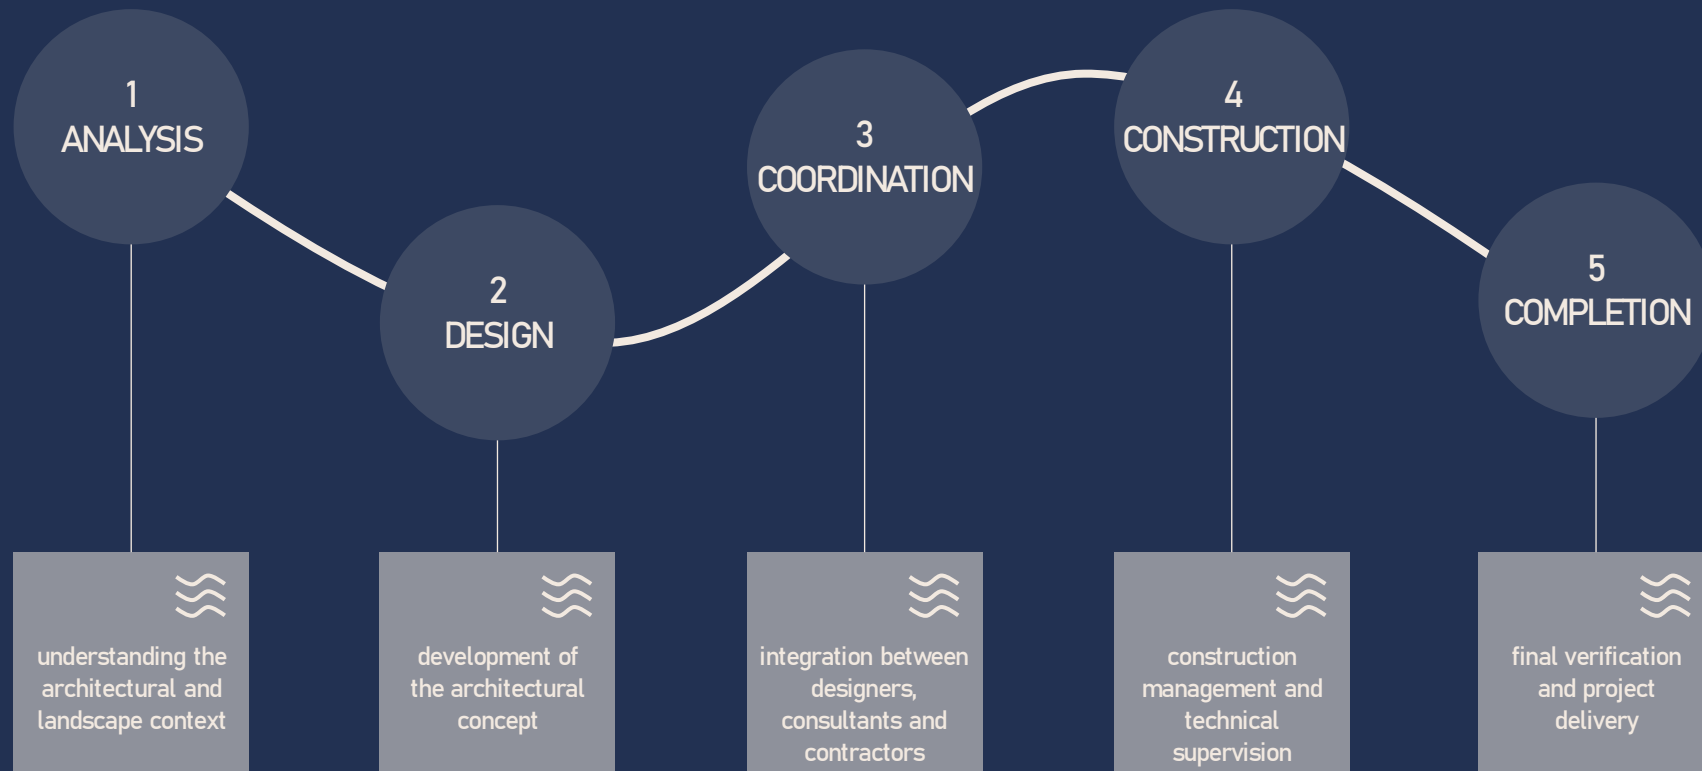 1
ANALYSIS
2
DESIGN
3
COORDINATION
4
CONSTRUCTION
5
COMPLETION
understanding the
architectural and
landscape context
development of
the architectural
concept
integration between
designers,
consultants and
contractors
construction
management and
technical
supervision
final verification
and project
delivery